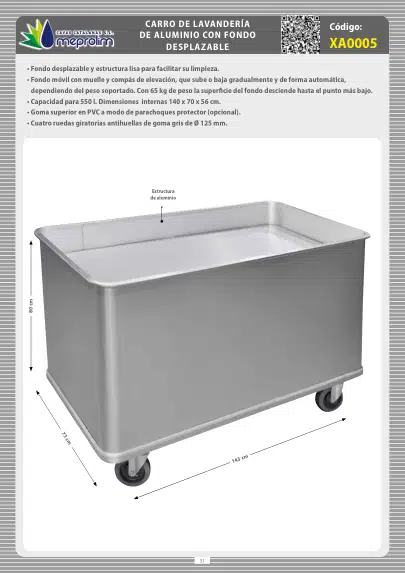 CAFÉS CATALANAS S.L.
meprolim
CARRO DE LAVANDERÍA
DE ALUMINIO CON FONDO
DESPLAZABLE
Código:
XA0005
• Fondo desplazable y estructura lisa para facilitar su limpieza.
• Fondo móvil con muelle y compás de elevación, que sube o baja gradualmente y de forma automática,
dependiendo del peso soportado. Con 65 kg de peso la superficie del fondo desciende hasta el punto más bajo.
• Capacidad para 550 l. Dimensiones internas 140 x 70 x 56 cm.
• Goma superior en PVC a modo de parachoques protector (opcional).
• Cuatro ruedas giratorias antihuellas de goma gris de Ø 125 mm.
Estructura
de aluminio
80 cm
73 cm
143 cm
31